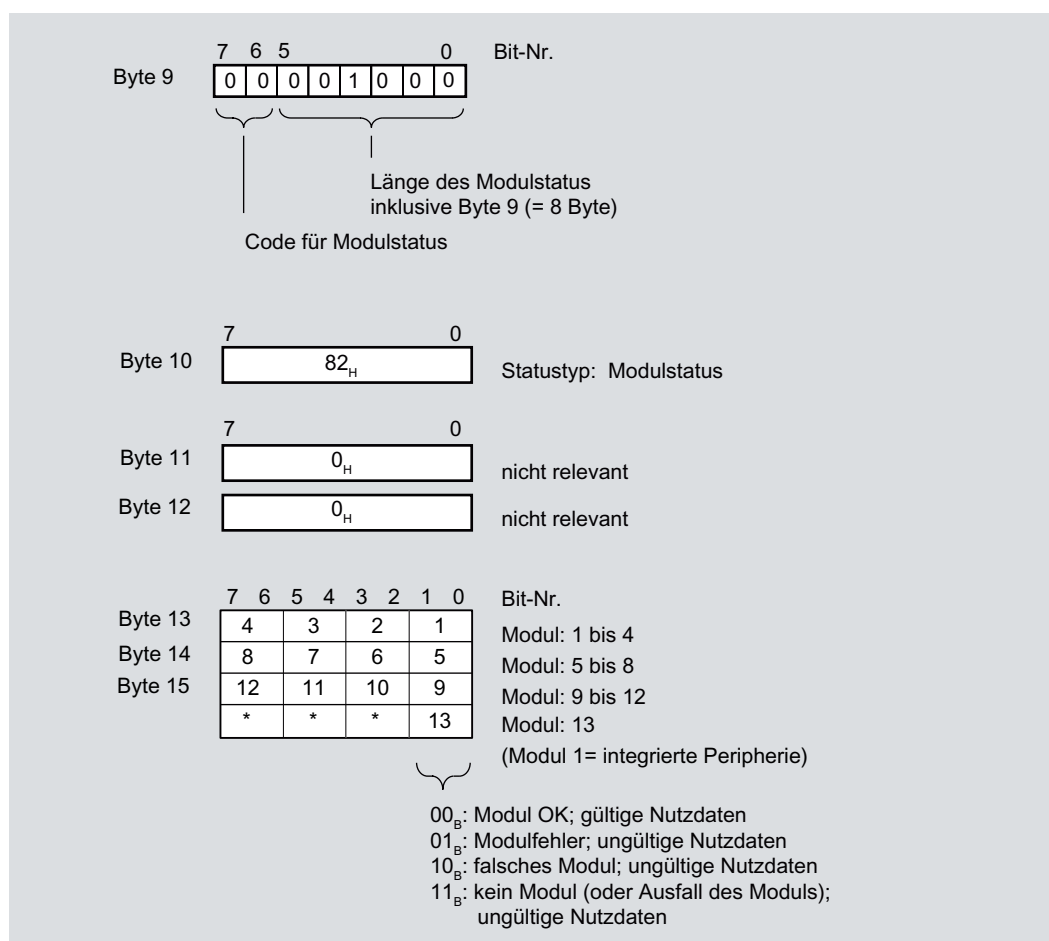 7 6 5 0 Bit-Nr.
Byte 9 0 0 0 0 1 0 0 0
Länge des Modulstatus
inklusive Byte 9 (= 8 Byte)
Code für Modulstatus
7 0
Byte 10 82H Statustyp: Modulstatus
7 0
Byte 11 0H nicht relevant
Byte 12 0H nicht relevant
7 6 5 4 3 2 1 0 Bit-Nr.
Byte 13 4 3 2 1 Modul: 1 bis 4
Byte 14 8 7 6 5 Modul: 5 bis 8
Byte 15 12 11 10 9 Modul: 9 bis 12
* * * 13 Modul: 13
(Modul 1= integrierte Peripherie)
00B: Modul OK; gültige Nutzdaten
01B: Modulfehler; ungültige Nutzdaten
10B: falsches Modul; ungültige Nutzdaten
11B: kein Modul (oder Ausfall des Moduls);
ungültige Nutzdaten